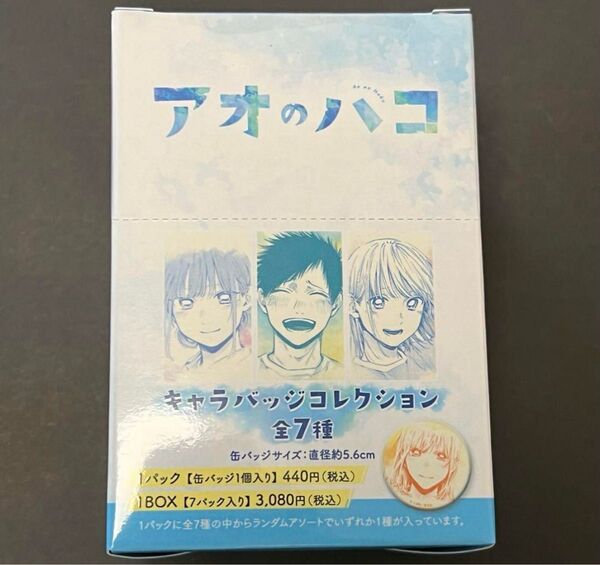 Ao no Hako
アオのハコ
キャラバッジコレクション
全7種
缶バッジサイズ：直径約5.6cm
1パック【缶バッジ1個入り】440円（税込）
1BOX【7パック入り】3,080円（税込）
1パックに全7種の中からランダムアソートでいずれか1種が入っています。